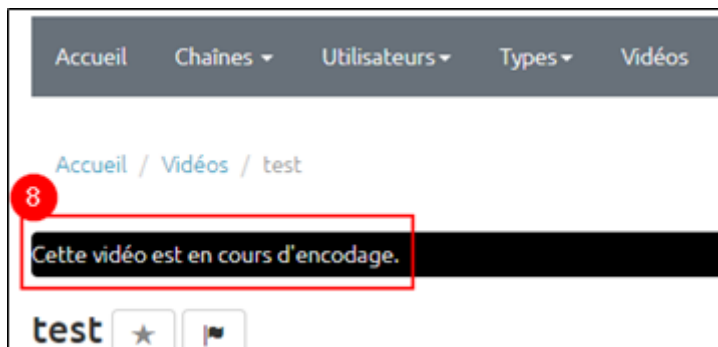 Accueil Chaînes Utilisateurs Types Vidéos
Accueil / Vidéos / test
8
Cette vidéo est en cours d'encodage.
test